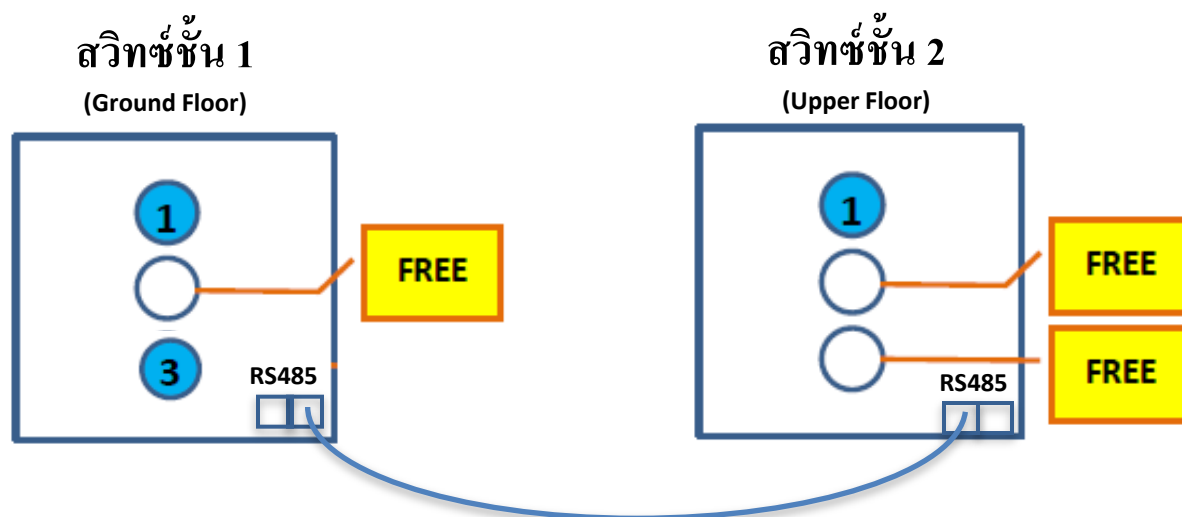 สวิทซ์ชั้น 1
(Ground Floor)
1
FREE
3
RS485
สวิทซ์ชั้น 2
(Upper Floor)
1
FREE
FREE
RS485